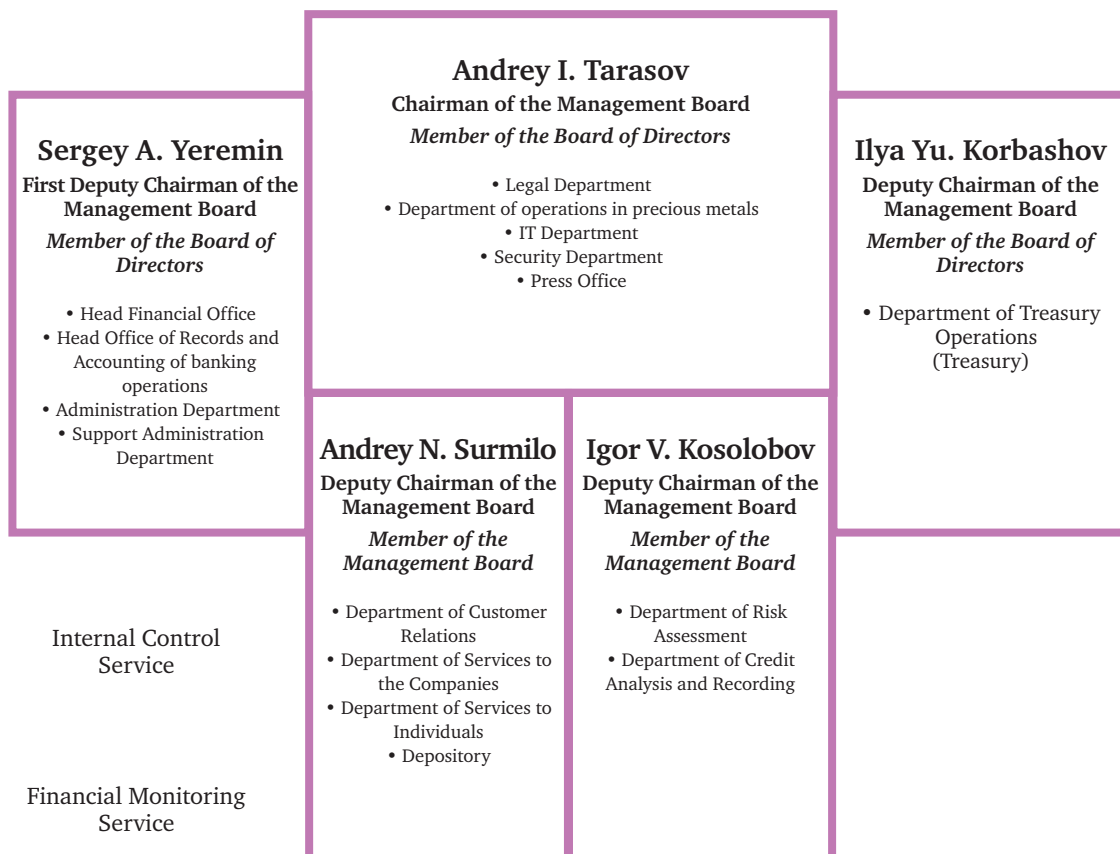 Andrey I. Tarasov
Chairman of the Management Board
Member of the Board of Directors
• Legal Department
• Department of operations in precious metals
• IT Department
• Security Department
• Press Office
Sergey A. Yeremin
First Deputy Chairman of the
Management Board
Member of the Board of
Directors
• Head Financial Office
• Head Office of Records and
Accounting of banking
operations
• Administration Department
• Support Administration
Department
Ilya Yu. Korbashov
Deputy Chairman of the
Management Board
Member of the Board of
Directors
• Department of Treasury
Operations
(Treasury)
Andrey N. Surmilo
Deputy Chairman of the
Management Board
Member of the
Management Board
• Department of Customer
Relations
• Department of Services to
the Companies
• Department of Services to
Individuals
• Depository
Igor V. Kosolobov
Deputy Chairman of the
Management Board
Member of the
Management Board
• Department of Risk
Assessment
• Department of Credit
Analysis and Recording
Internal Control
Service
Financial Monitoring
Service